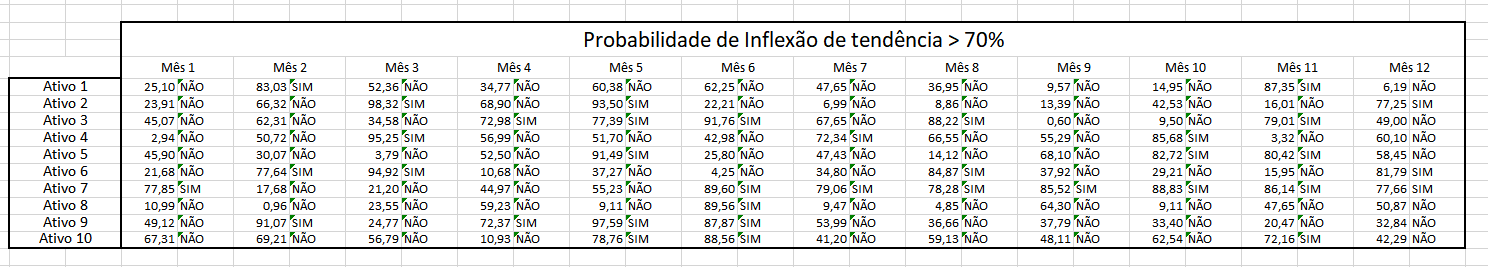 Probabilidade de Inflexão de tendência > 70%
Mês 1 Mês 2 Mês 3 Mês 4 Mês 5 Mês 6 Mês 7 Mês 8 Mês 9 Mês 10 Mês 11 Mês 12
Ativo 1 25,10 NÃO 83,03 SIM 52,36 NÃO 34,77 NÃO 60,38 NÃO 62,25 NÃO 47,65 NÃO 36,95 NÃO 9,57 NÃO 14,95 NÃO 87,35 SIM 6,19 NÃO
Ativo 2 23,91 NÃO 66,32 NÃO 98,32 SIM 68,90 NÃO 93,50 SIM 22,21 NÃO 6,99 NÃO 8,86 NÃO 13,39 NÃO 42,53 NÃO 16,01 NÃO 77,25 SIM
Ativo 3 45,07 NÃO 62,31 NÃO 34,58 NÃO 72,98 SIM 77,39 SIM 91,76 SIM 67,65 NÃO 88,22 SIM 0,60 NÃO 9,50 NÃO 79,01 SIM 49,00 NÃO
Ativo 4 2,94 NÃO 50,72 NÃO 95,25 SIM 56,99 NÃO 51,70 NÃO 42,98 NÃO 72,34 SIM 66,55 NÃO 55,29 NÃO 85,68 SIM 3,32 NÃO 60,10 NÃO
Ativo 5 45,90 NÃO 30,07 NÃO 3,79 NÃO 52,50 NÃO 91,49 SIM 25,80 NÃO 47,43 NÃO 14,12 NÃO 68,10 NÃO 82,72 SIM 80,42 SIM 58,45 NÃO
Ativo 6 21,68 NÃO 77,64 SIM 94,92 SIM 10,68 NÃO 37,27 NÃO 4,25 NÃO 34,80 NÃO 84,87 SIM 37,92 NÃO 29,21 NÃO 15,95 NÃO 81,79 SIM
Ativo 7 77,85 SIM 17,68 NÃO 21,20 NÃO 44,97 NÃO 55,23 NÃO 89,60 SIM 79,06 SIM 78,28 SIM 85,52 SIM 88,83 SIM 86,14 SIM 77,66 SIM
Ativo 8 10,99 NÃO 0,96 NÃO 23,55 NÃO 59,23 NÃO 9,11 NÃO 89,56 SIM 9,47 NÃO 4,85 NÃO 64,30 NÃO 9,11 NÃO 47,65 NÃO 50,87 NÃO
Ativo 9 49,12 NÃO 91,07 SIM 24,77 NÃO 72,37 SIM 97,59 SIM 87,87 SIM 53,99 NÃO 36,66 NÃO 37,79 NÃO 33,40 NÃO 20,47 NÃO 32,84 NÃO
Ativo 10 67,31 NÃO 69,21 NÃO 56,79 NÃO 10,93 NÃO 78,76 SIM 88,56 SIM 41,20 NÃO 59,13 NÃO 48,11 NÃO 62,54 NÃO 72,16 SIM 42,29 NÃO